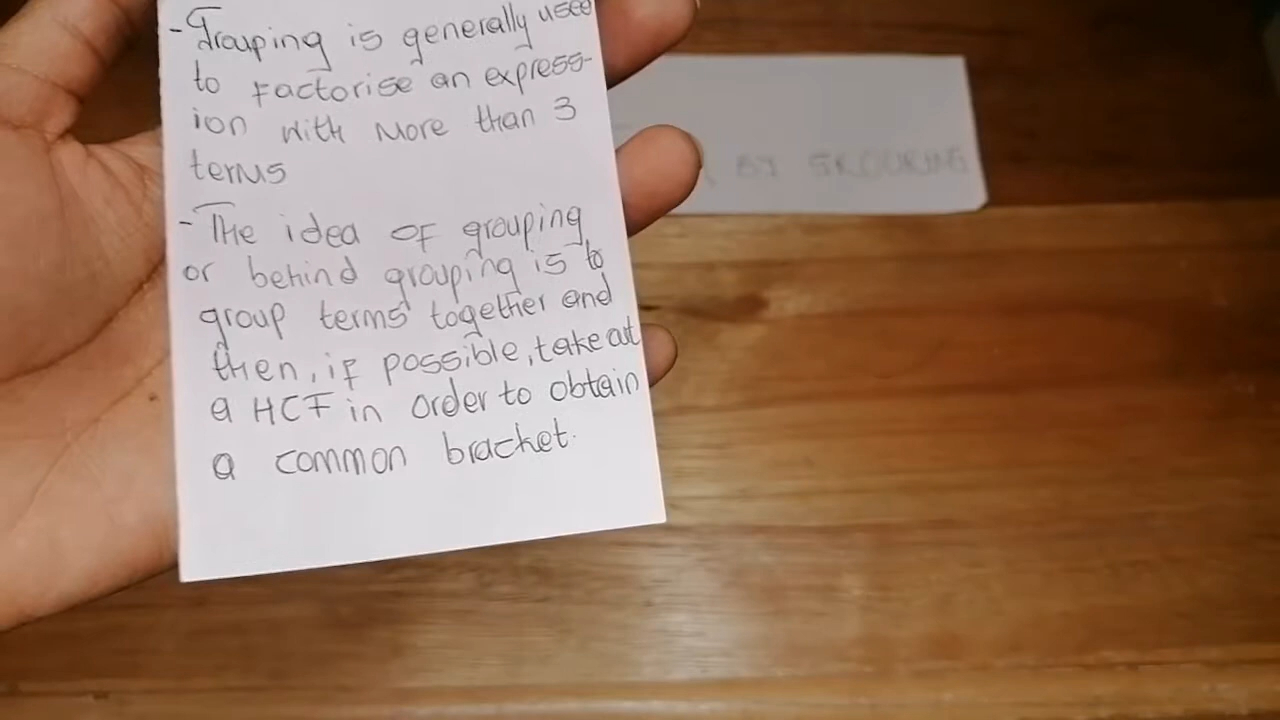 - Grouping is generally used
to factorise an express-
ion with more than 3
terms
- The idea of grouping
or behind grouping is to
group terms together and
then, if possible, take out
a HCF in order to obtain
a common bracket.
BY GROUPING